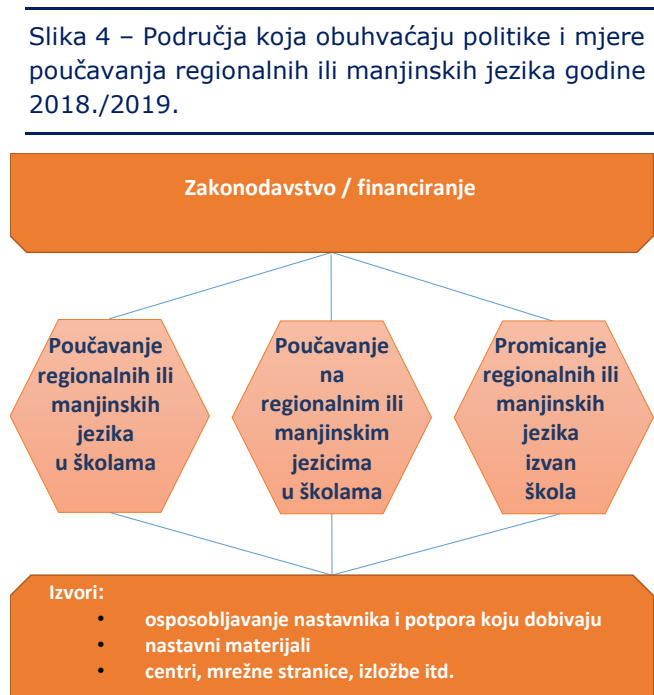 Slika 4 – Područja koja obuhvaćaju politike i mjere
poučavanja regionalnih ili manjinskih jezika godine
2018./2019.
Zakonodavstvo / financiranje
Poučavanje
regionalnih ili
manjinskih
jezika
u školama
Poučavanje
na
regionalnim ili
manjinskim
jezicima
u školama
Promicanje
regionalnih ili
manjinskih
jezika
izvan
škola
Izvori:
• osposobljavanje nastavnika i potpora koju dobivaju
• nastavni materijali
• centri, mrežne stranice, izložbe itd.